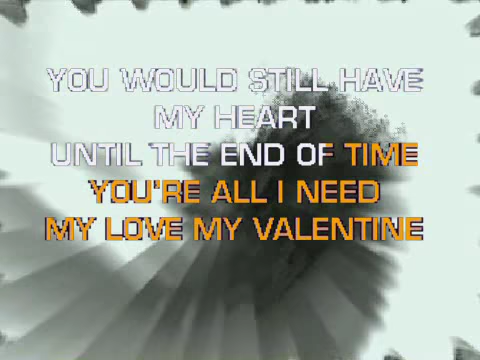 YOU WOULD STILL HAVE
MY HEART
UNTIL THE END OF TIME
YOU'RE ALL I NEED
MY LOVE MY VALENTINE